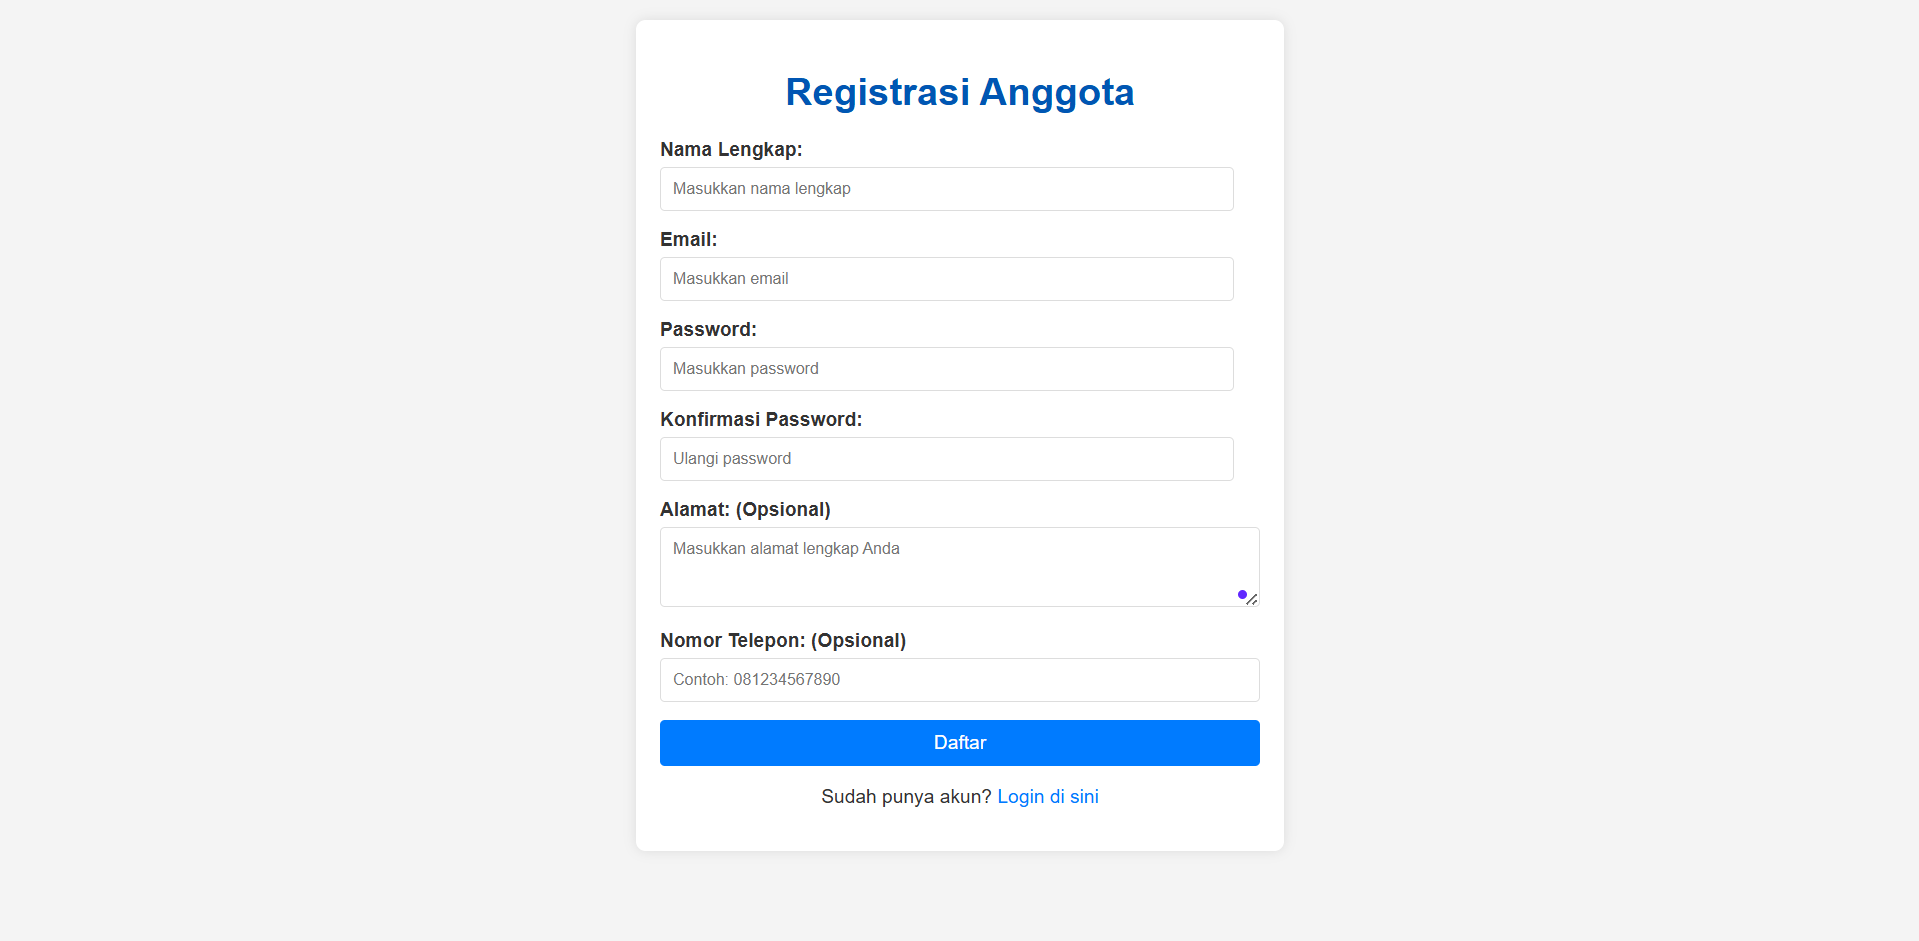 Registrasi Anggota
Nama Lengkap:
Masukkan nama lengkap
Email:
Masukkan email
Password:
Masukkan password
Konfirmasi Password:
Ulangi password
Alamat: (Opsional)
Masukkan alamat lengkap Anda
Nomor Telepon: (Opsional)
Contoh: 081234567890
Daftar
Sudah punya akun? Login di sini